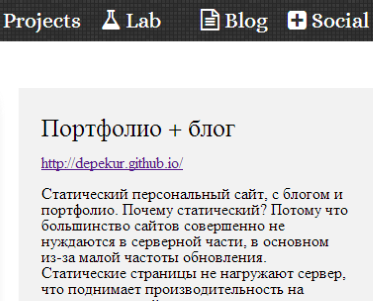 Projects Lab Blog Social
Портфолио + блог
http://depekur.github.io/
Статический персональный сайт, с блогом и
портфолио. Почему статический? Потому что
большинство сайтов совершенно не
нуждаются в серверной части, в основном
из-за малой частоты обновления.
Статические страницы не нагружают сервер,
что поднимает производительность на